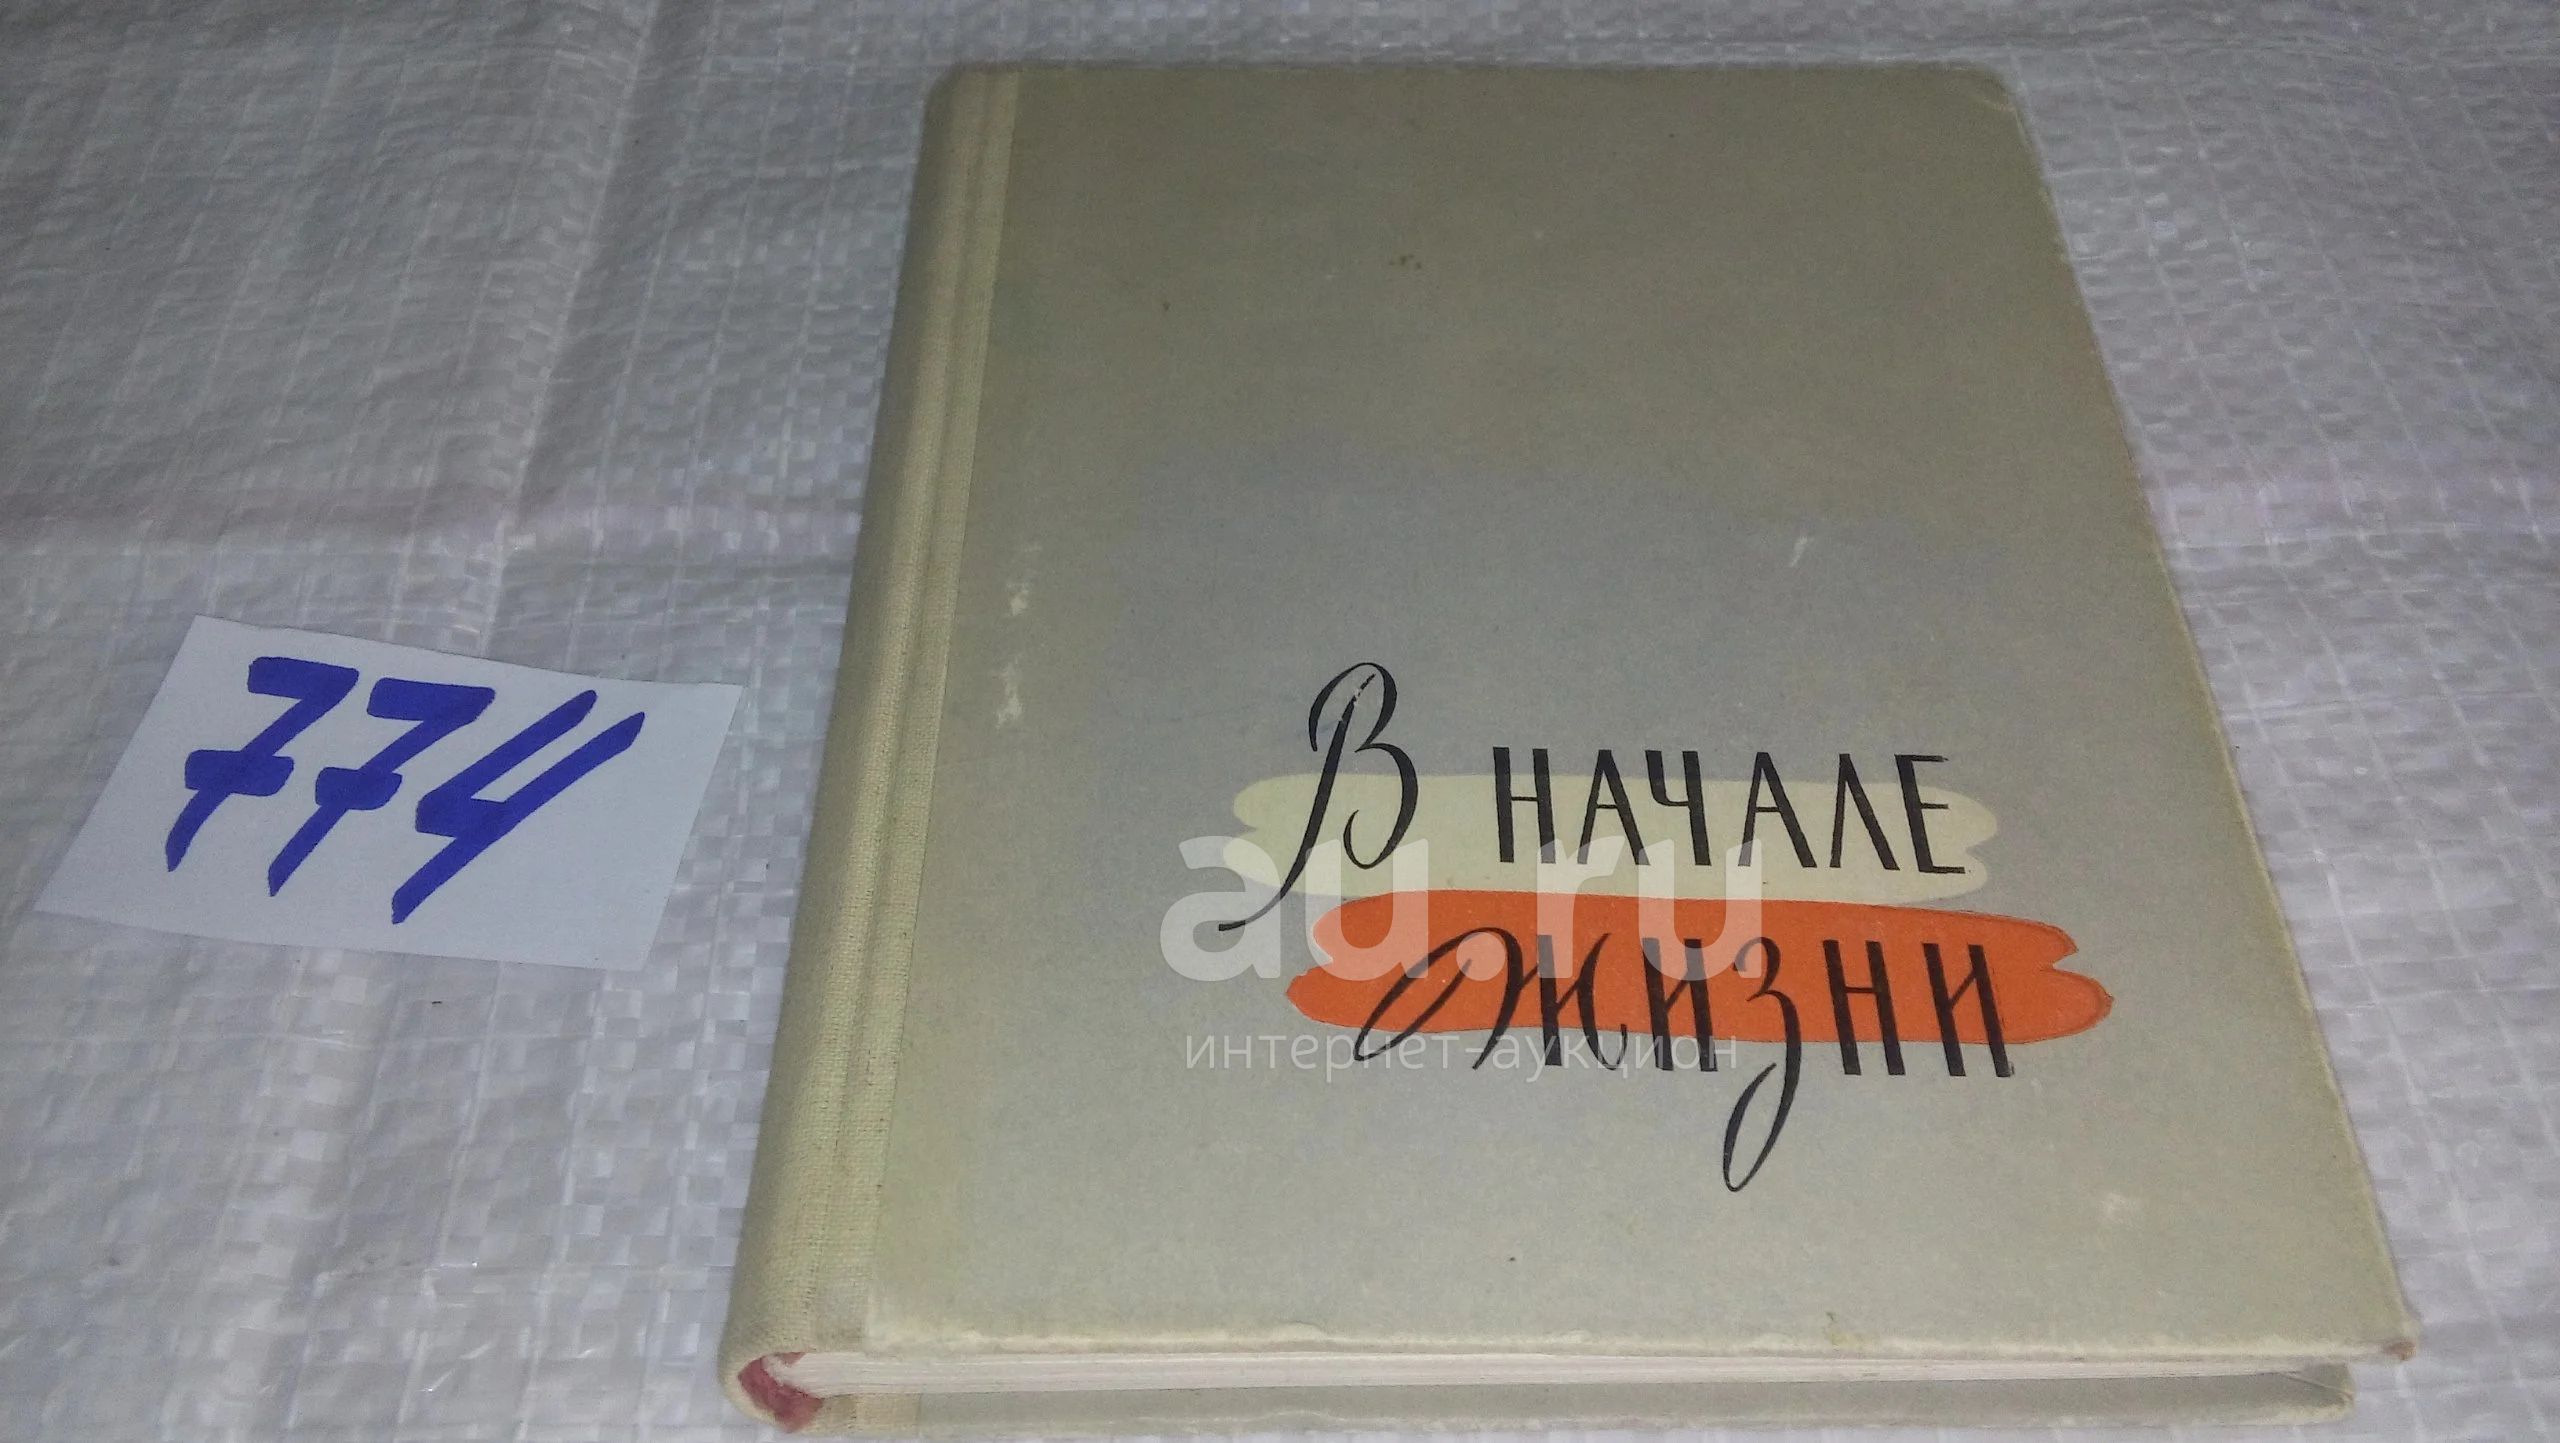 774
В НАЧАЛЕ
ЖИЗНИ
au.ru
интернет-аукцион